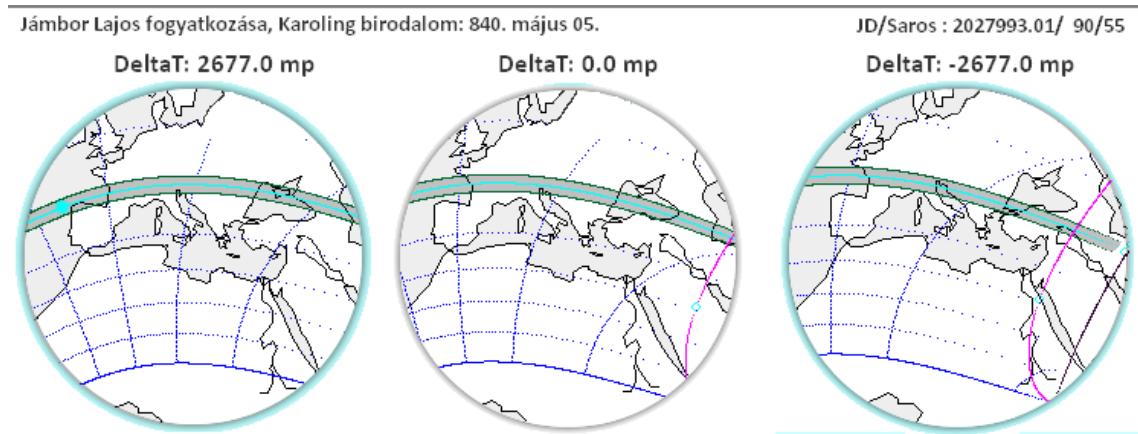 Jámbor Lajos fogyatkozása, Karoling birodalom: 840. május 05.
JD/Saros : 2027993.01/ 90/55
DeltaT: 2677.0 mp
DeltaT: 0.0 mp
DeltaT: -2677.0 mp